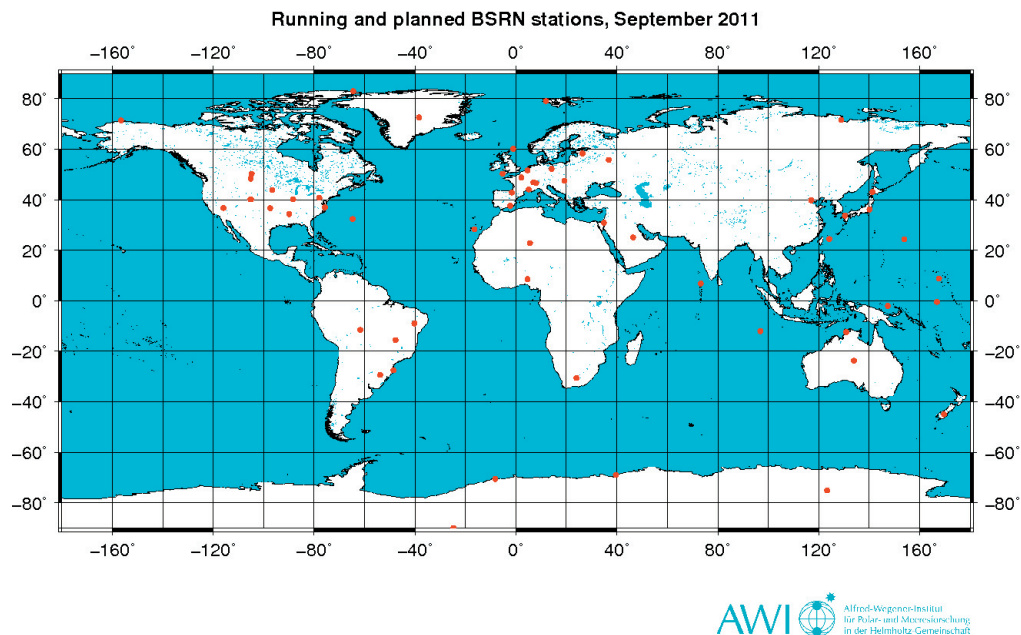 Running and planned BSRN stations, September 2011
−160° −120° −80° −40° 0° 40° 80° 120° 160°
80° 80°
60° 60°
40° 40°
20° 20°
0° 0°
−20° −20°
−40° −40°
−60° −60°
−80° −80°
−160° −120° −80° −40° 0° 40° 80° 120° 160°
AWI
Alfred-Wegener-Institut
für Polar- und Meeresforschung
in der Helmholtz-Gemeinschaft